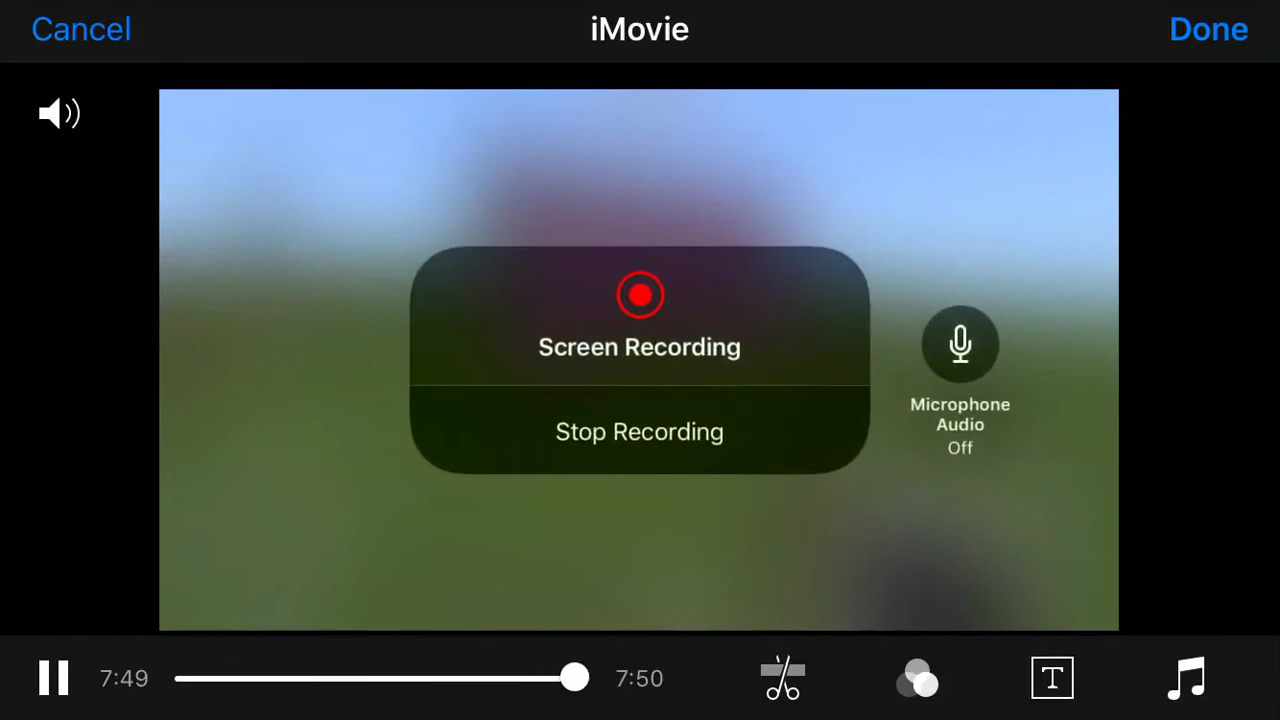 Cancel
iMovie
Done
Screen Recording
Stop Recording
Microphone
Audio
Off
7:49
7:50
T